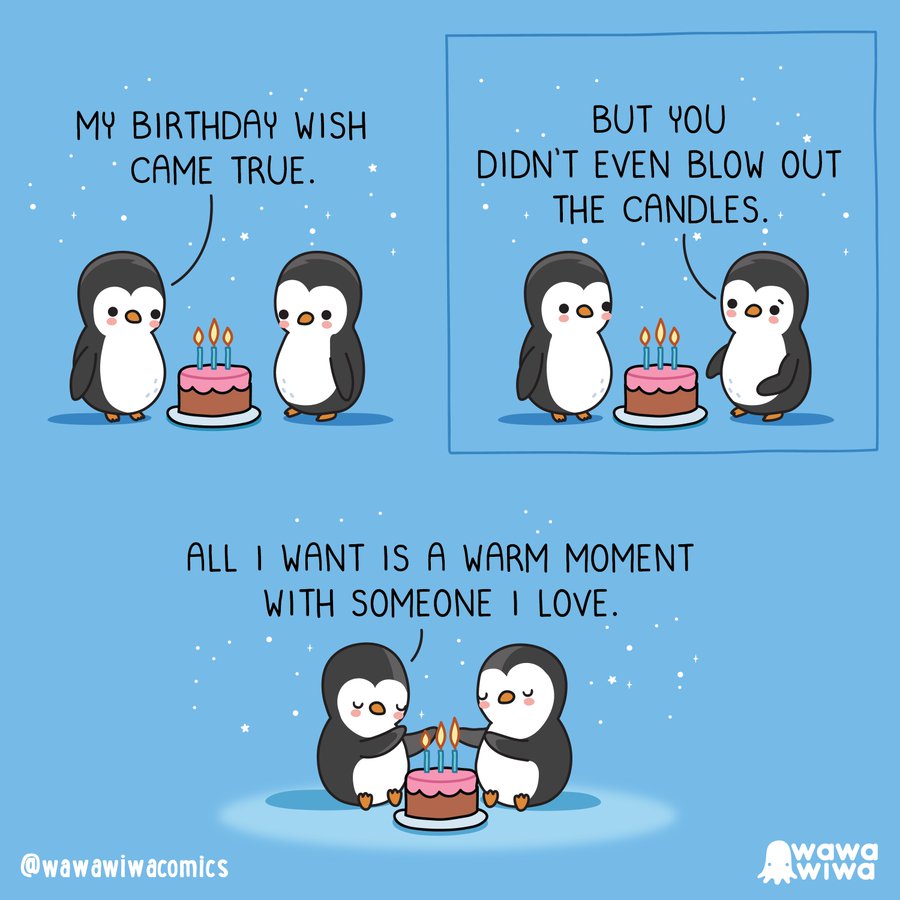 MY BIRTHDAY WISH
CAME TRUE.
BUT YOU
DIDN'T EVEN BLOW OUT
THE CANDLES.
ALL I WANT IS A WARM MOMENT
WITH SOMEONE I LOVE.
@wawawiwacomics
wawa
wiwa